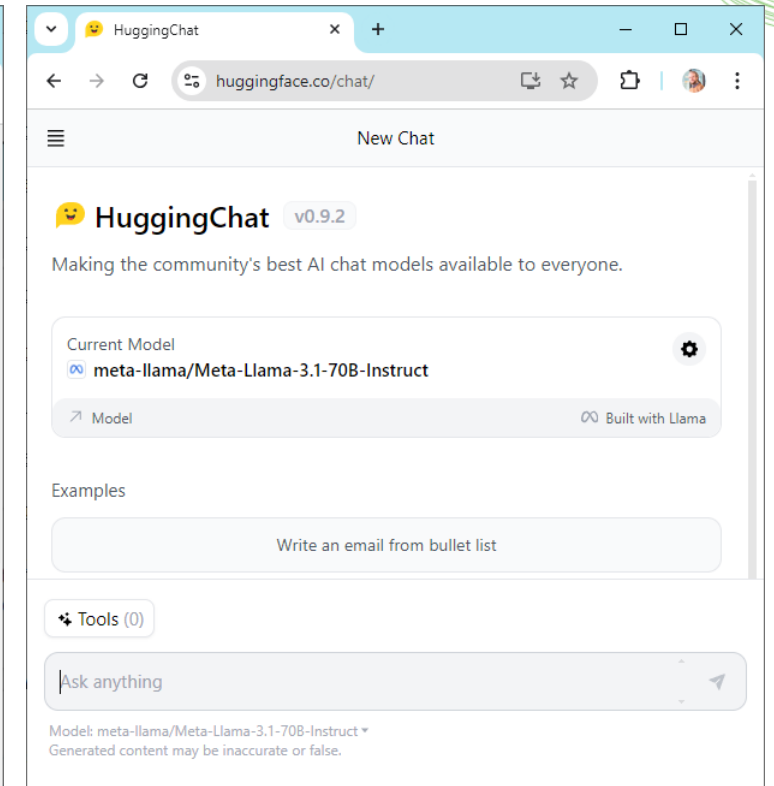 HuggingChat
huggingface.co/chat/
New Chat
HuggingChat v0.9.2
Making the community's best AI chat models available to everyone.
Current Model
meta-llama/Meta-Llama-3.1-70B-Instruct
Model Built with Llama
Examples
Write an email from bullet list
Tools (0)
Ask anything
Model: meta-llama/Meta-Llama-3.1-70B-Instruct
Generated content may be inaccurate or false.